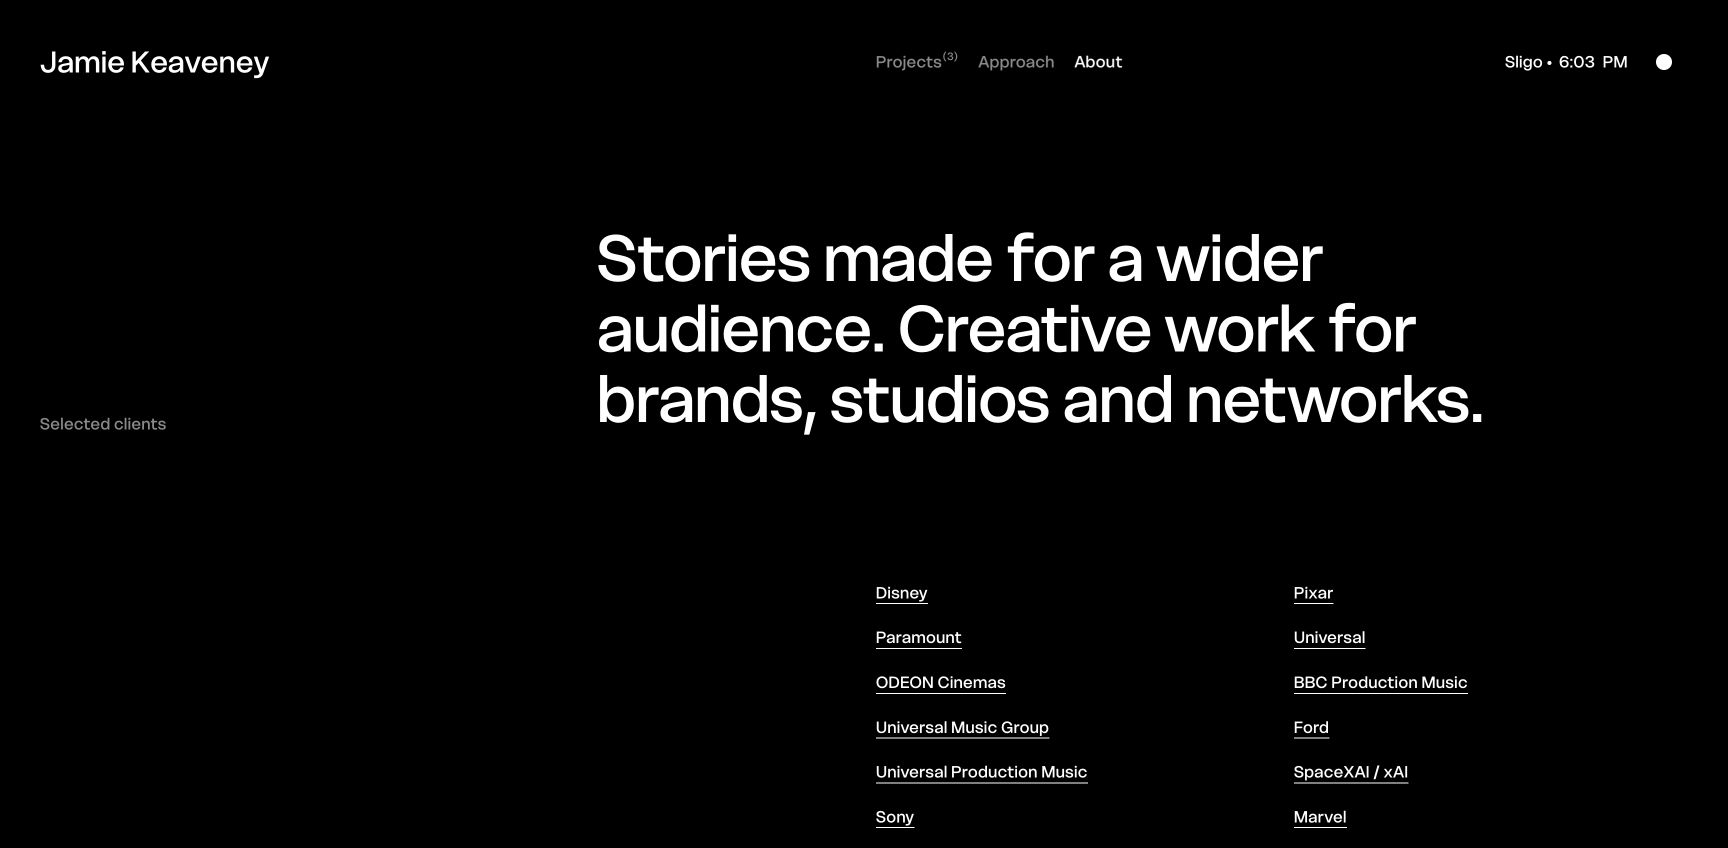 Jamie Keaveney
Projects(3) Approach About
Sligo • 6:03 PM
Stories made for a wider
audience. Creative work for
brands, studios and networks.
Selected clients
Disney
Pixar
Paramount
Universal
ODEON Cinemas
BBC Production Music
Universal Music Group
Ford
Universal Production Music
SpaceXAI / xAI
Sony
Marvel